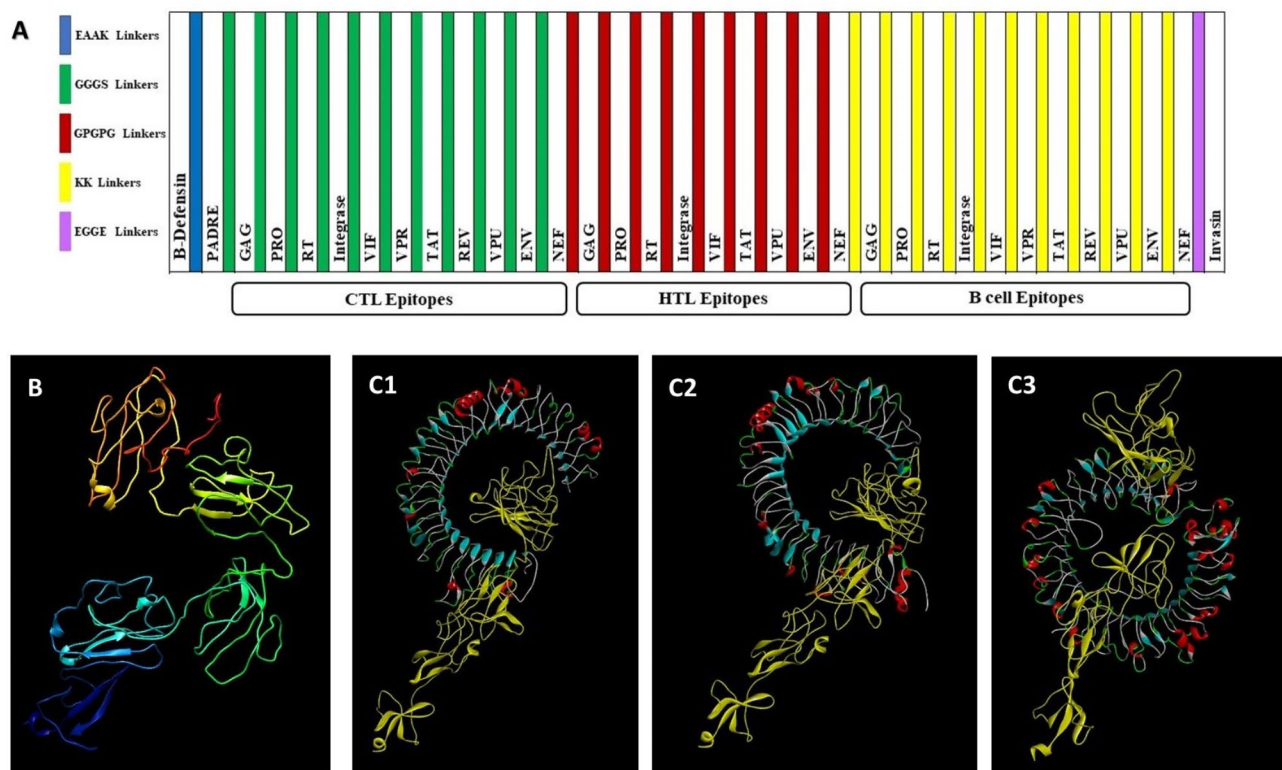 A
EAAK Linkers
GGGS Linkers
GPGPG Linkers
KK Linkers
EGGE Linkers
B-Defensin
PADRE
GAG
PRO
RT
Integrase
VIF
VPR
TAT
REV
VPU
ENV
NEF
GAG
PRO
RT
Integrase
VIF
TAT
VPU
ENV
NEF
GAG
PRO
RT
Integrase
VIF
VPR
TAT
REV
VPU
ENV
NEF
Invasin
CTL Epitopes
HTL Epitopes
B cell Epitopes
B
C1
C2
C3